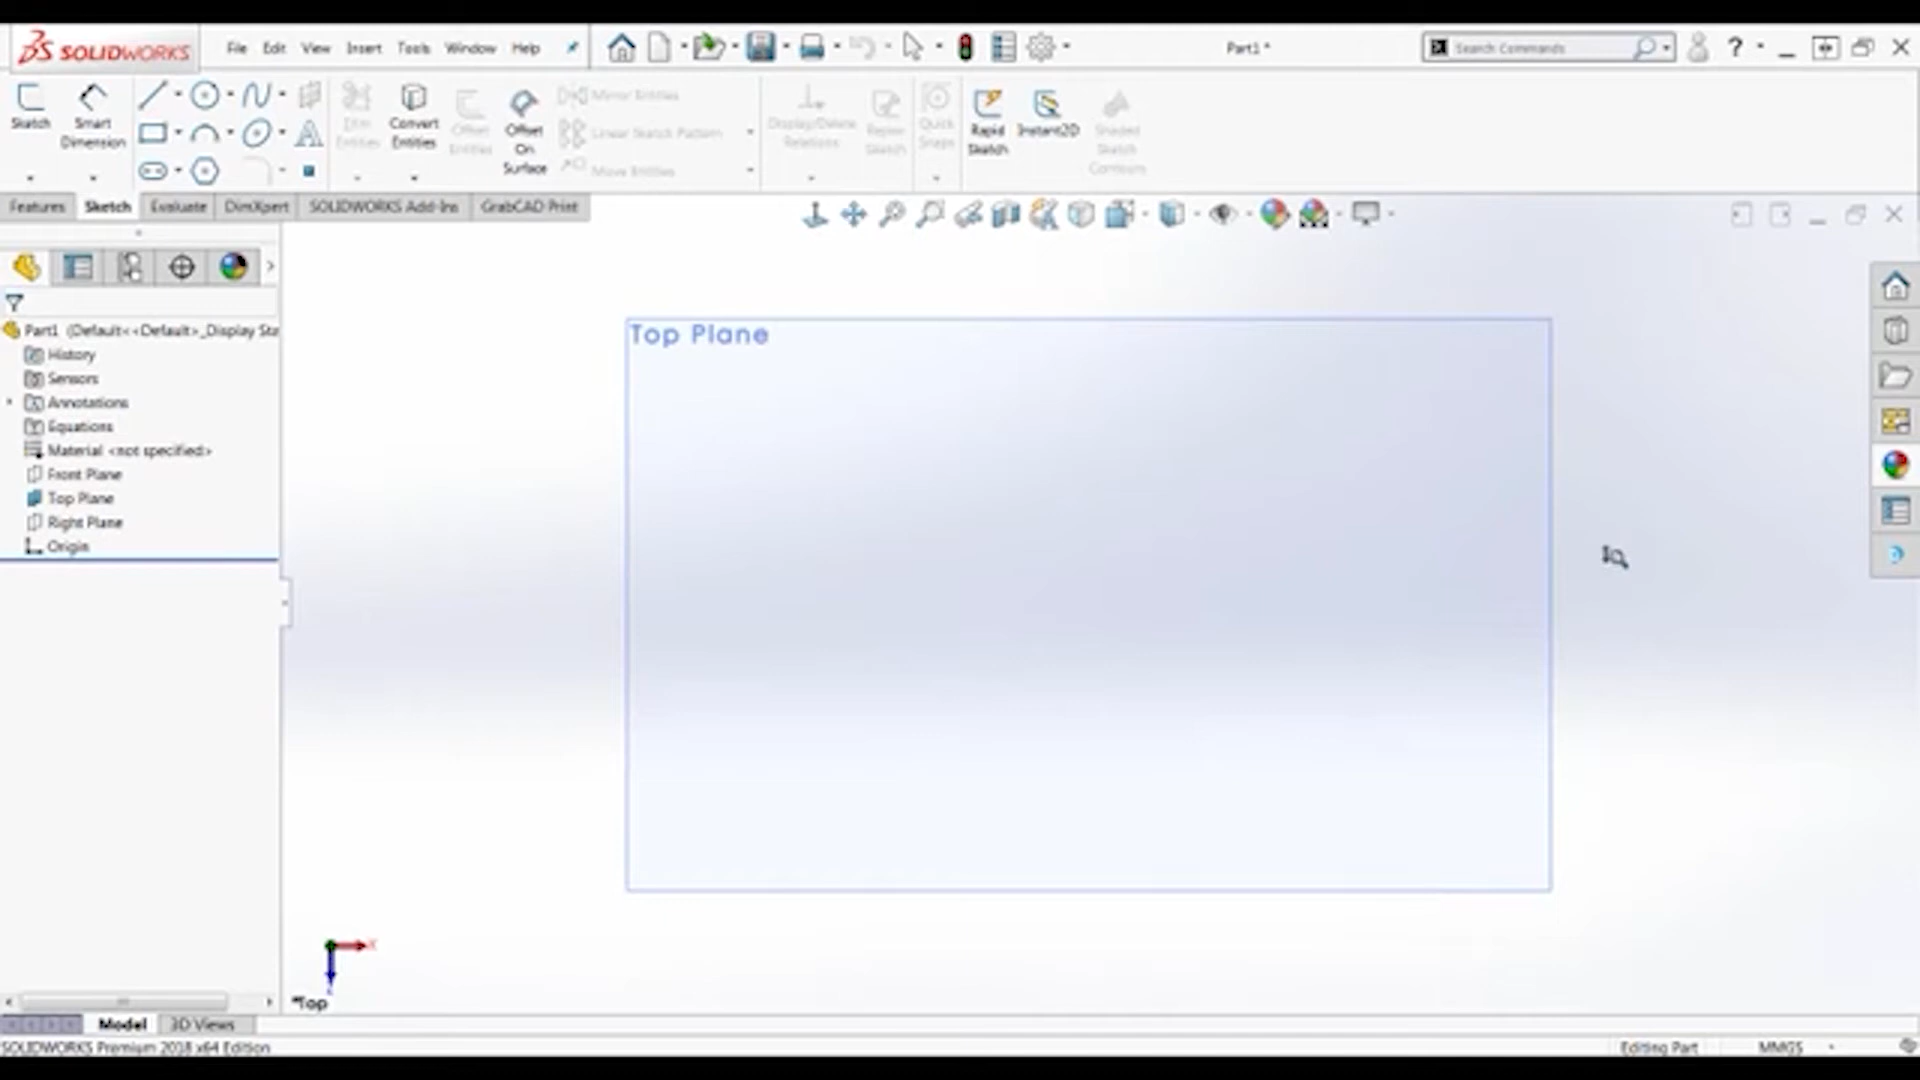 SOLIDWORKS File Edit View Insert Tools Window Help Part1 * Search Commands ?
Sketch Smart Dimension Trim Entities Convert Entities Offset Entities Offset On Surface Mirror Entities Linear Sketch Pattern Move Entities Display/Delete Relations Repair Sketch Quick Snaps Rapid Sketch Instant2D Shaded Sketch Contours
Features Sketch Evaluate DimXpert SOLIDWORKS Add-Ins GrabCAD Print
Part1 (Default<<Default>_Display Sta
History
Sensors
Annotations
Equations
Material <not specified>
Front Plane
Top Plane
Right Plane
Origin
Top Plane
X
*Top
Model 3D Views
SOLIDWORKS Premium 2018 x64 Edition Editing Part MMGS